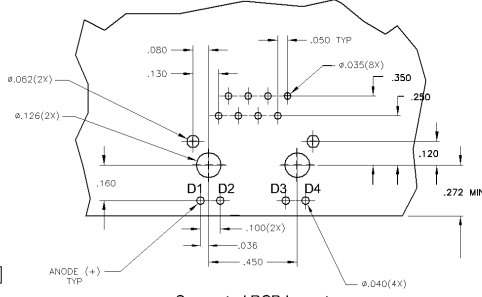 .050 TYP
.080
.130
ø.035(8X)
.350
.250
ø.062(2X)
ø.126(2X)
.120
.160
.272 MIN
D1 D2 D3 D4
.100(2X)
.036
ANODE (+)
TYP
.450
ø.040(4X)